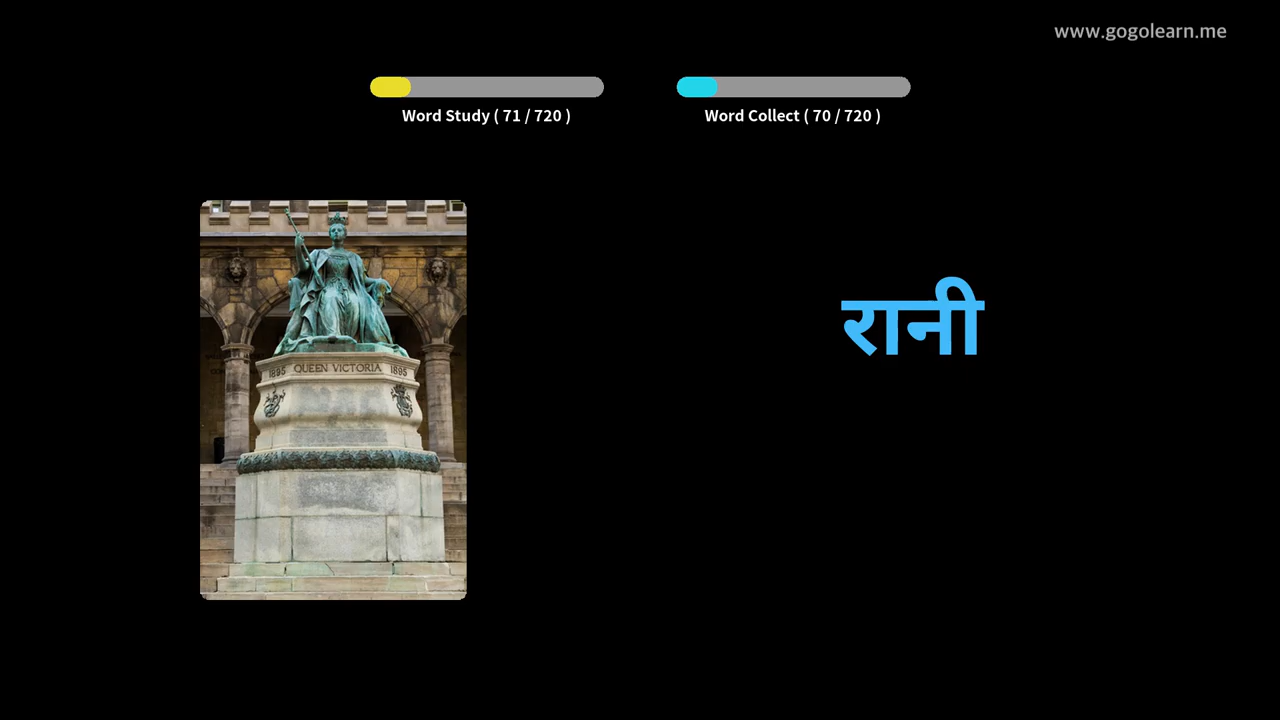 www.gogolearn.me
Word Study ( 71 / 720 )
Word Collect ( 70 / 720 )
1895 QUEEN VICTORIA 1895
रानी